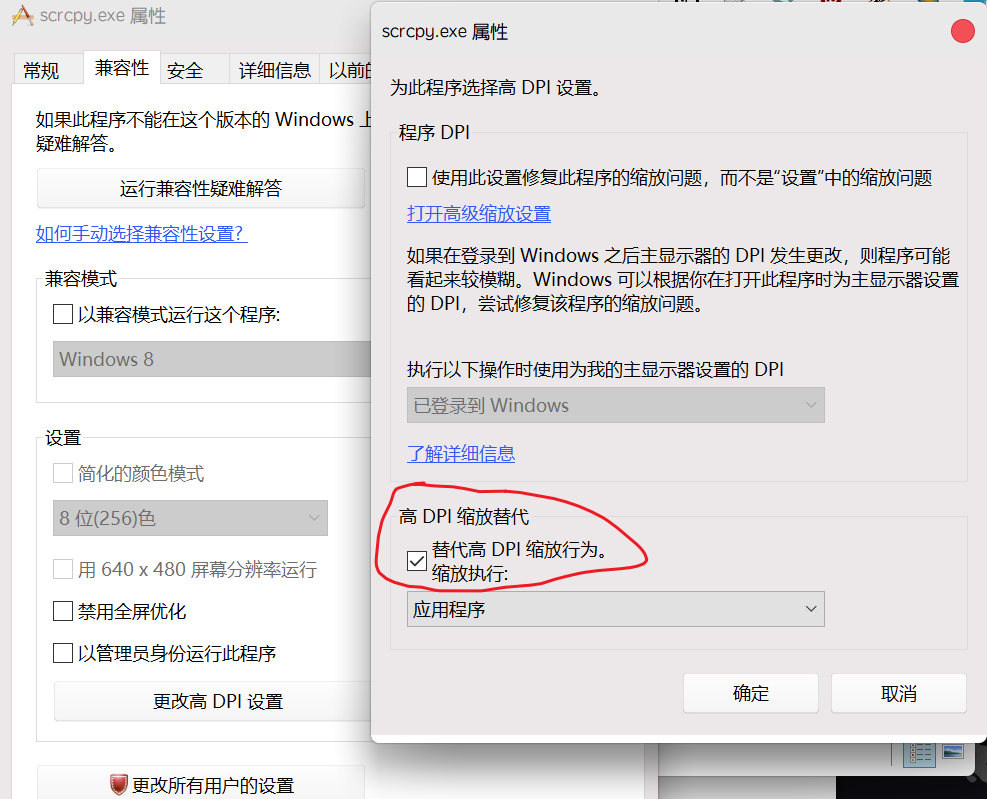 scrcpy.exe 属性
常规
兼容性
安全
详细信息
以前的
如果此程序不能在这个版本的 Windows 上
疑难解答。
运行兼容性疑难解答
如何手动选择兼容性设置?
兼容模式
以兼容模式运行这个程序:
Windows 8
设置
简化的颜色模式
8 位(256)色
用 640 x 480 屏幕分辨率运行
禁用全屏优化
以管理员身份运行此程序
更改高 DPI 设置
更改所有用户的设置
scrcpy.exe 属性
为此程序选择高 DPI 设置。
程序 DPI
使用此设置修复此程序的缩放问题，而不是“设置”中的缩放问题
打开高级缩放设置
如果在登录到 Windows 之后主显示器的 DPI 发生更改，则程序可能
看起来较模糊。Windows 可以根据你在打开此程序时为主显示器设置
的 DPI，尝试修复该程序的缩放问题。
执行以下操作时使用为我的主显示器设置的 DPI
已登录到 Windows
了解详细信息
高 DPI 缩放替代
替代高 DPI 缩放行为。
缩放执行:
应用程序
确定
取消